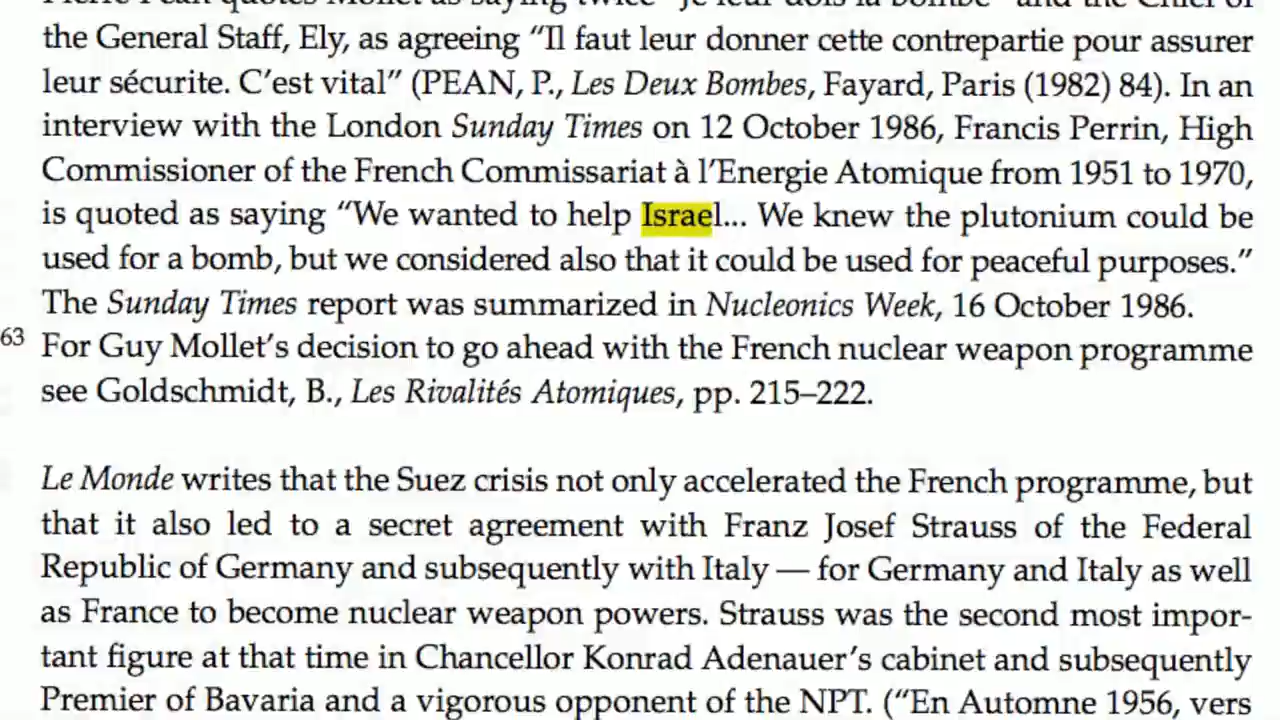 the General Staff, Ely, as agreeing “Il faut leur donner cette contrepartie pour assurer
leur sécurite. C’est vital” (PEAN, P., Les Deux Bombes, Fayard, Paris (1982) 84). In an
interview with the London Sunday Times on 12 October 1986, Francis Perrin, High
Commissioner of the French Commissariat à l’Energie Atomique from 1951 to 1970,
is quoted as saying “We wanted to help Israel... We knew the plutonium could be
used for a bomb, but we considered also that it could be used for peaceful purposes.”
The Sunday Times report was summarized in Nucleonics Week, 16 October 1986.
63 For Guy Mollet’s decision to go ahead with the French nuclear weapon programme
see Goldschmidt, B., Les Rivalités Atomiques, pp. 215–222.
Le Monde writes that the Suez crisis not only accelerated the French programme, but
that it also led to a secret agreement with Franz Josef Strauss of the Federal
Republic of Germany and subsequently with Italy — for Germany and Italy as well
as France to become nuclear weapon powers. Strauss was the second most impor-
tant figure at that time in Chancellor Konrad Adenauer’s cabinet and subsequently
Premier of Bavaria and a vigorous opponent of the NPT. (“En Automne 1956, vers